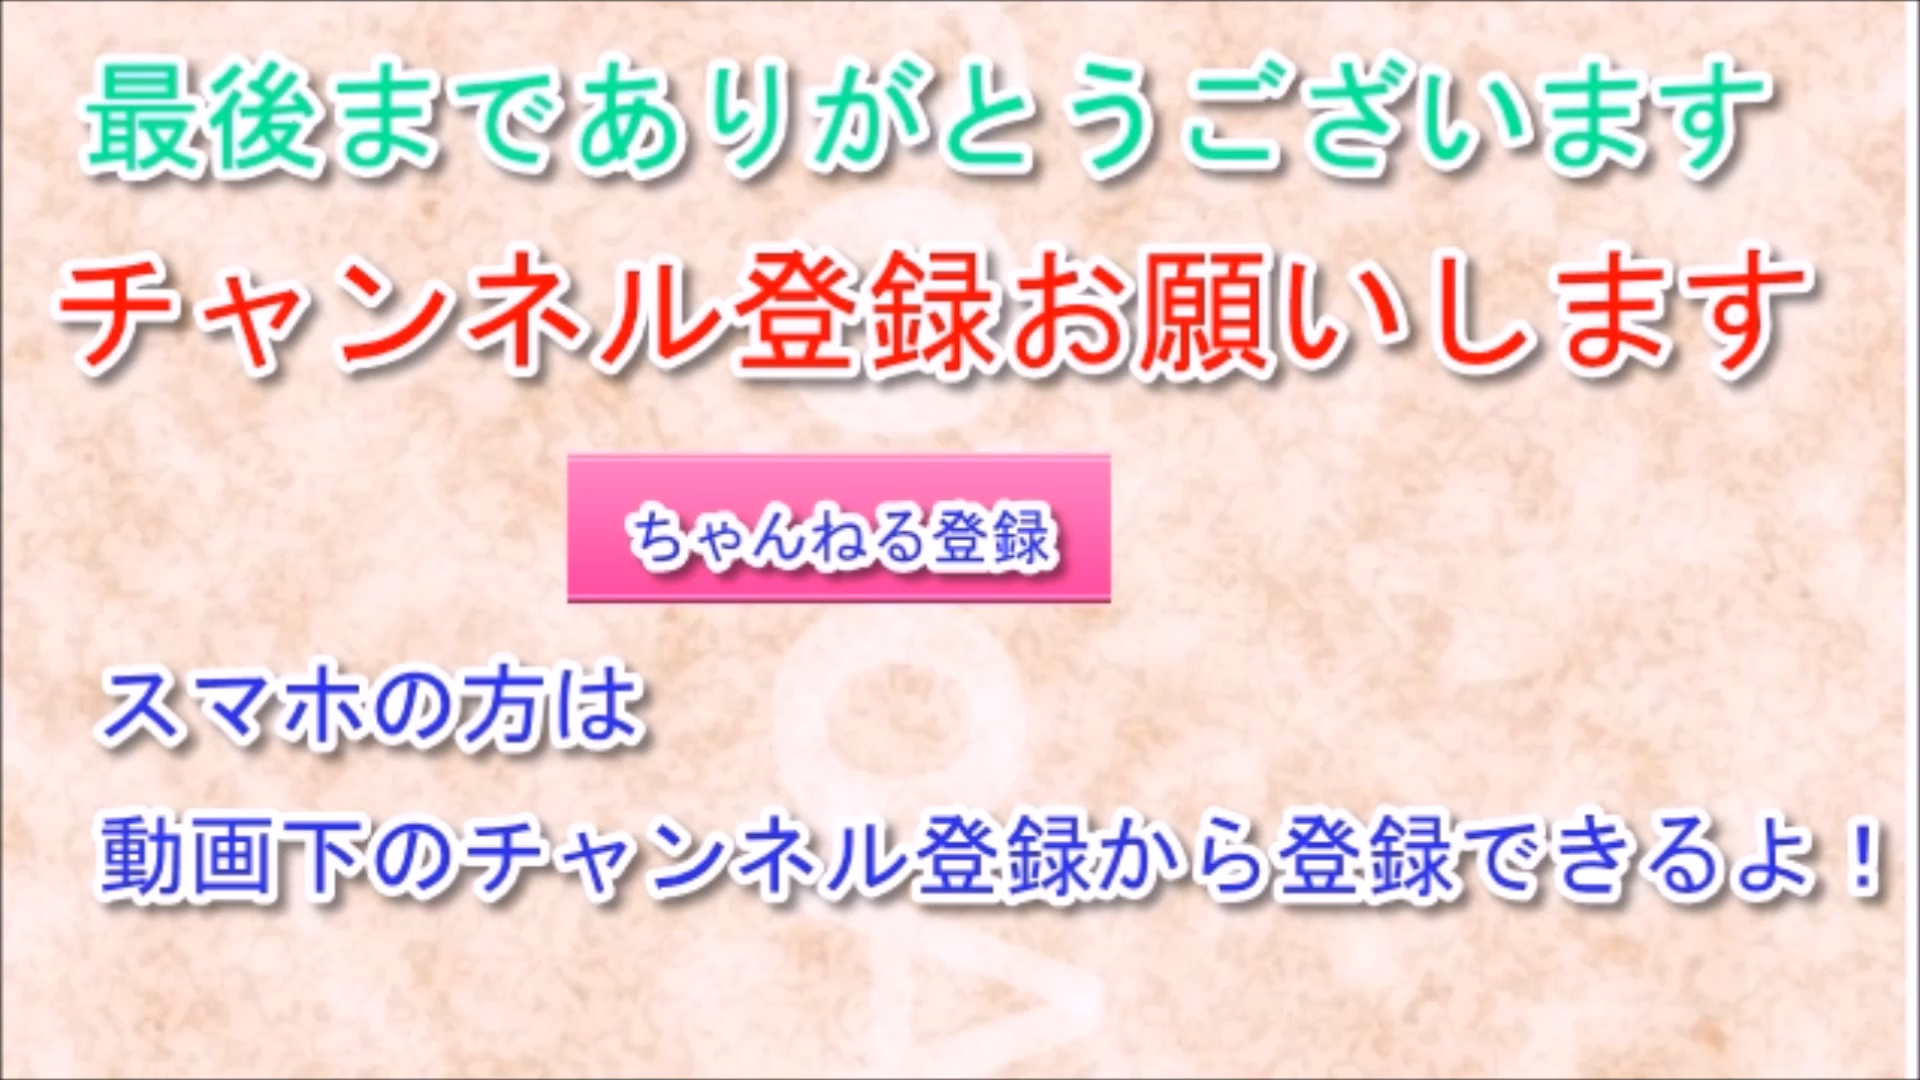 最後までありがとうございます
チャンネル登録お願いします
ちゃんねる登録
スマホの方は
動画下のチャンネル登録から登録できるよ！